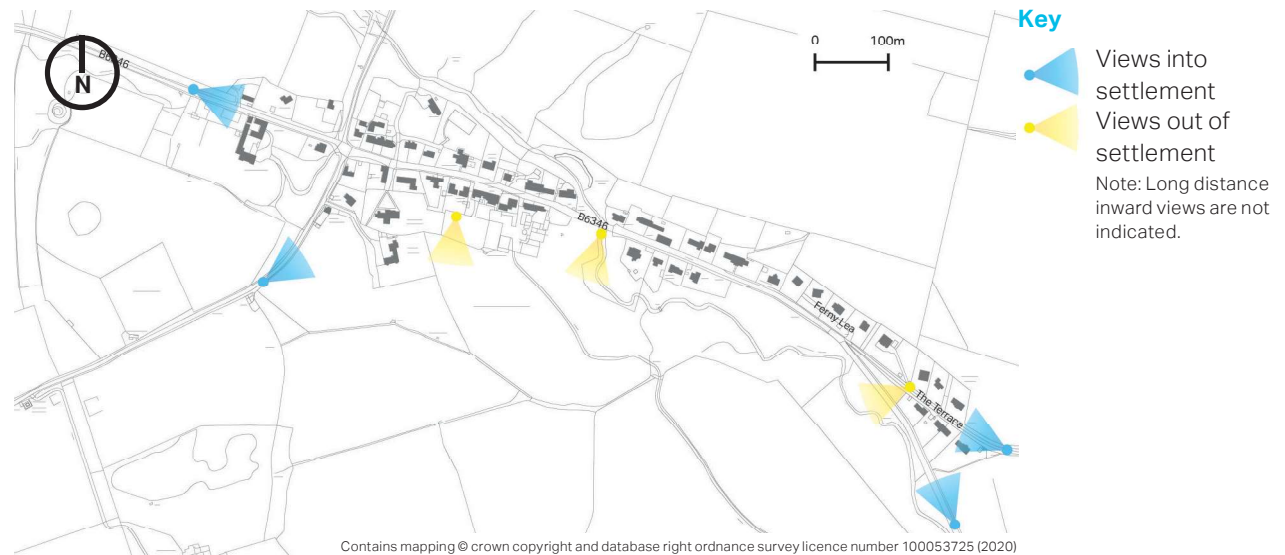 Key
Views into
settlement
Views out of
settlement
Note: Long distance
inward views are not
indicated.
0 100m
B6346
N
B6346
Ferny Lea
The Terrace
Contains mapping © crown copyright and database right ordnance survey licence number 100053725 (2020)